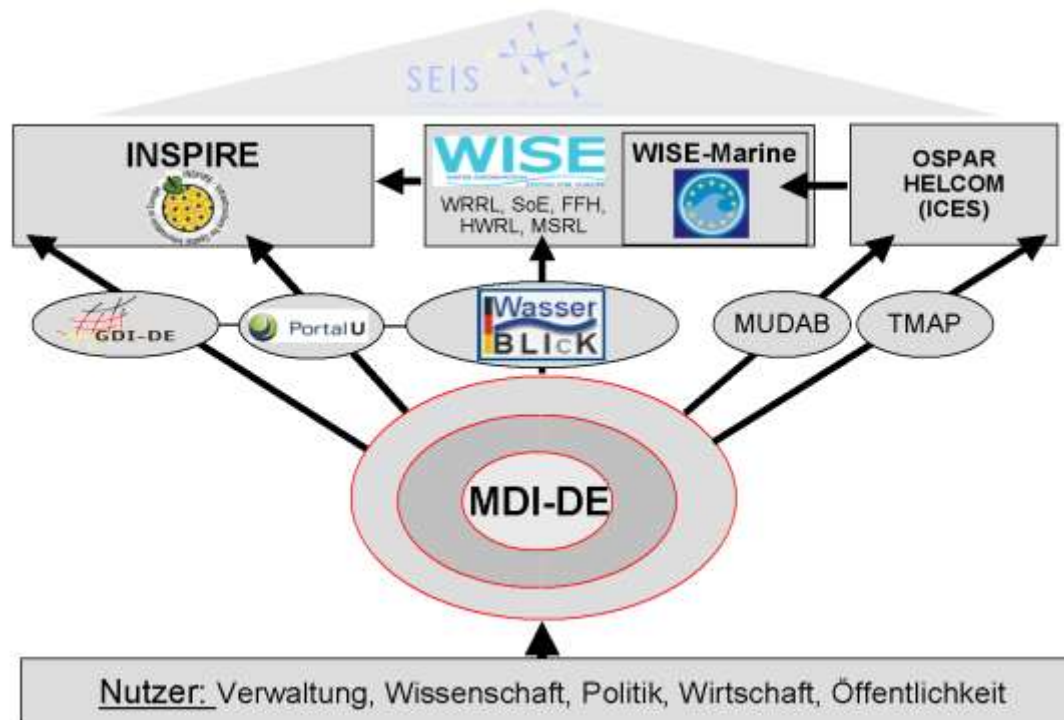 SEIS
INSPIRE
WISE
WRRL, SoE, FFH,
HWRL, MSRL
WISE-Marine
OSPAR
HELCOM
(ICES)
GDI-DE
PortalU
Wasser
BLIcK
MUDAB
TMAP
MDI-DE
Nutzer: Verwaltung, Wissenschaft, Politik, Wirtschaft, Öffentlichkeit